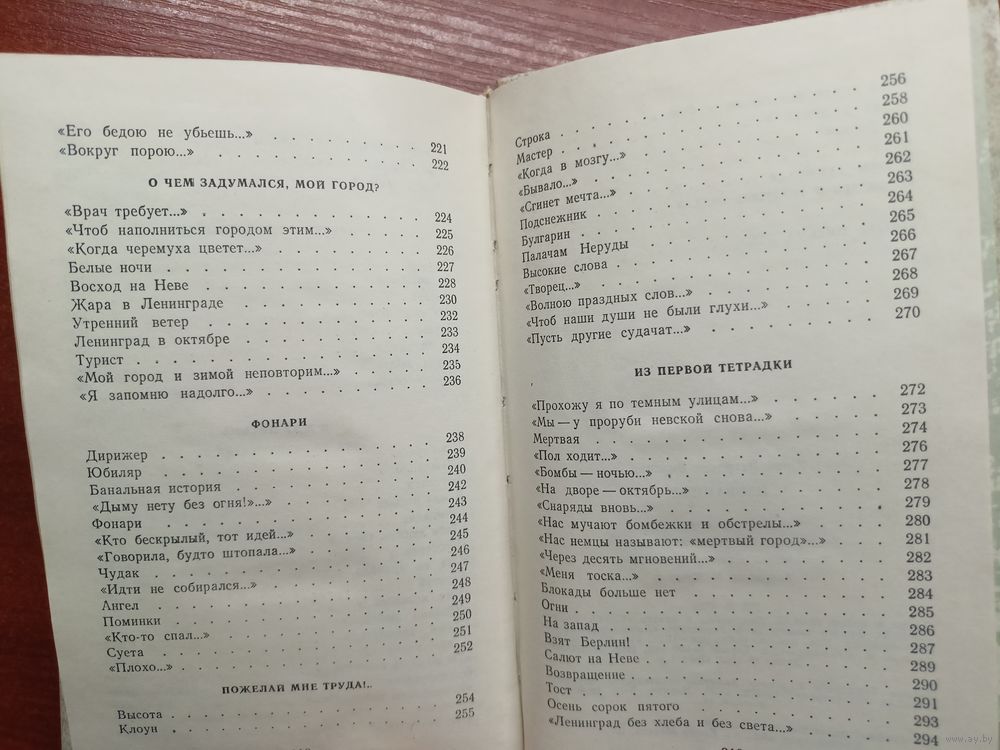 «Его бедою не убьешь...» . . . . . . . . . 221
«Вокруг порою...» . . . . . . . . . . . . 222
О ЧЕМ ЗАДУМАЛСЯ, МОЙ ГОРОД?
«Врач требует...» . . . . . . . . . . . . 224
«Чтоб наполниться городом этим...» . . . . . 225
«Когда черемуха цветет...» . . . . . . . . 226
Белые ночи . . . . . . . . . . . . . . 227
Восход на Неве . . . . . . . . . . . . 228
Жара в Ленинграде . . . . . . . . . . . 230
Утренний ветер . . . . . . . . . . . . 232
Ленинград в октябре . . . . . . . . . . 233
Турист . . . . . . . . . . . . . . . 234
«Мой город и зимой неповторим...» . . . . . 235
«Я запомню надолго...» . . . . . . . . . 236
ФОНАРИ
Дирижер . . . . . . . . . . . . . . . 238
Юбиляр . . . . . . . . . . . . . . . 239
Банальная история . . . . . . . . . . . 240
«Дыму нету без огня!»...» . . . . . . . . 242
Фонари . . . . . . . . . . . . . . . 243
«Кто бескрылый, тот идей...» . . . . . . . 244
«Говорила, будто штопала...» . . . . . . . 245
Чудак . . . . . . . . . . . . . . . . 246
«Идти не собирался...» . . . . . . . . . 247
Ангел . . . . . . . . . . . . . . . . 248
Поминки . . . . . . . . . . . . . . . 249
«Кто-то спал...» . . . . . . . . . . . . 250
Суета . . . . . . . . . . . . . . . . 251
«Плохо...» . . . . . . . . . . . . . . 252
ПОЖЕЛАЙ МНЕ ТРУДА!..
Высота . . . . . . . . . . . . . . . 254
Клоун . . . . . . . . . . . . . . . . 255
Строка . . . . . . . . . . . . . . . 256
Мастер . . . . . . . . . . . . . . . 258
«Когда в мозгу...» . . . . . . . . . . . 260
«Бывало...» . . . . . . . . . . . . . . 261
«Сгинет мечта...» . . . . . . . . . . . 262
Подснежник . . . . . . . . . . . . . . 263
Булгарин . . . . . . . . . . . . . . . 264
Палачам Неруды . . . . . . . . . . . . 265
Высокие слова . . . . . . . . . . . . . 266
«Творец...» . . . . . . . . . . . . . . 267
«Волною праздных слов...» . . . . . . . . 268
«Чтоб наши души не были глухи...» . . . . . 269
«Пусть другие судачат...» . . . . . . . . 270
ИЗ ПЕРВОЙ ТЕТРАДКИ
«Прохожу я по темным улицам...» . . . . . . 272
«Мы — у проруби невской снова...» . . . . . 273
Мертвая . . . . . . . . . . . . . . . 274
«Пол ходит...» . . . . . . . . . . . . . 276
«Бомбы — ночью...» . . . . . . . . . . . 277
«На дворе — октябрь...» . . . . . . . . . 278
«Снаряды вновь...» . . . . . . . . . . . 279
«Нас мучают бомбежки и обстрелы...» . . . . 280
«Нас немцы называют: «мертвый город»...» . . . 281
«Через десять мгновений...» . . . . . . . . 282
«Меня тоска...» . . . . . . . . . . . . 283
Блокады больше нет . . . . . . . . . . . 284
Огни . . . . . . . . . . . . . . . . 285
На запад . . . . . . . . . . . . . . . 286
Взят Берлин! . . . . . . . . . . . . . 287
Салют на Неве . . . . . . . . . . . . . 289
Возвращение . . . . . . . . . . . . . . 290
Тост . . . . . . . . . . . . . . . . 291
Осень сорок пятого . . . . . . . . . . . 293
«Ленинград без хлеба и без света...» . . . . 294
www.ay.by